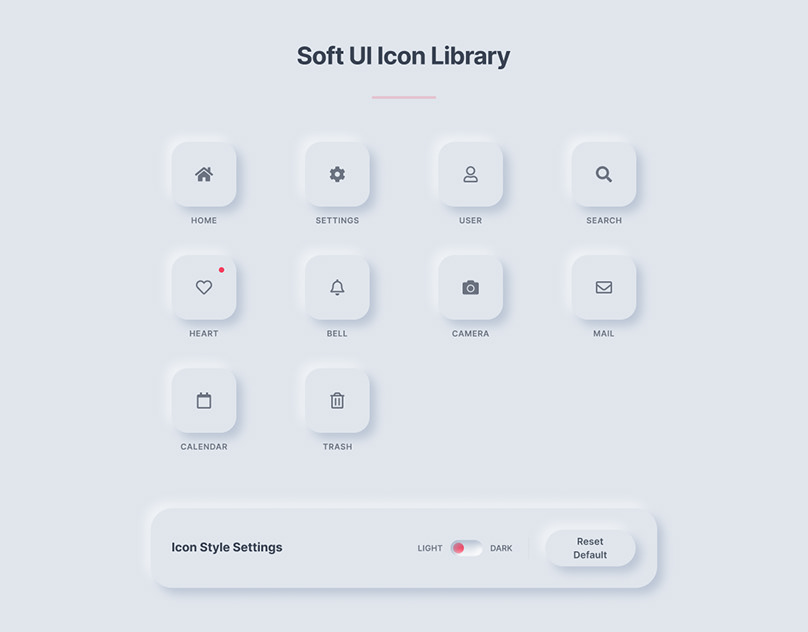 Soft UI Icon Library
HOME
SETTINGS
USER
SEARCH
HEART
BELL
CAMERA
MAIL
CALENDAR
TRASH
Icon Style Settings
LIGHT
DARK
Reset
Default